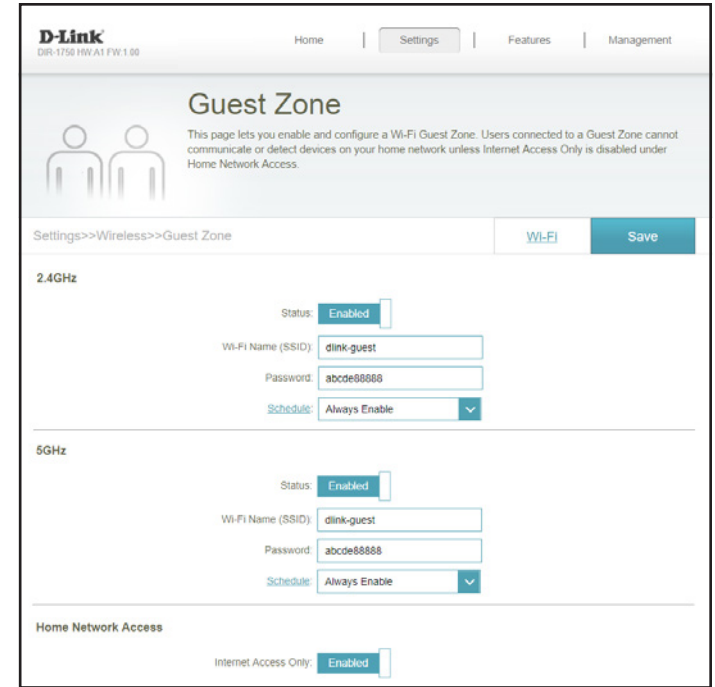 D-Link
DIR-1750 HW:A1 FW:1.00
Home | Settings | Features | Management
Guest Zone
This page lets you enable and configure a Wi-Fi Guest Zone. Users connected to a Guest Zone cannot
communicate or detect devices on your home network unless Internet Access Only is disabled under
Home Network Access.
Settings>>Wireless>>Guest Zone
Wi-Fi
Save
2.4GHz
Status: Enabled
Wi-Fi Name (SSID): dlink-guest
Password: abcde88888
Schedule: Always Enable
5GHz
Status: Enabled
Wi-Fi Name (SSID): dlink-guest
Password: abcde88888
Schedule: Always Enable
Home Network Access
Internet Access Only: Enabled